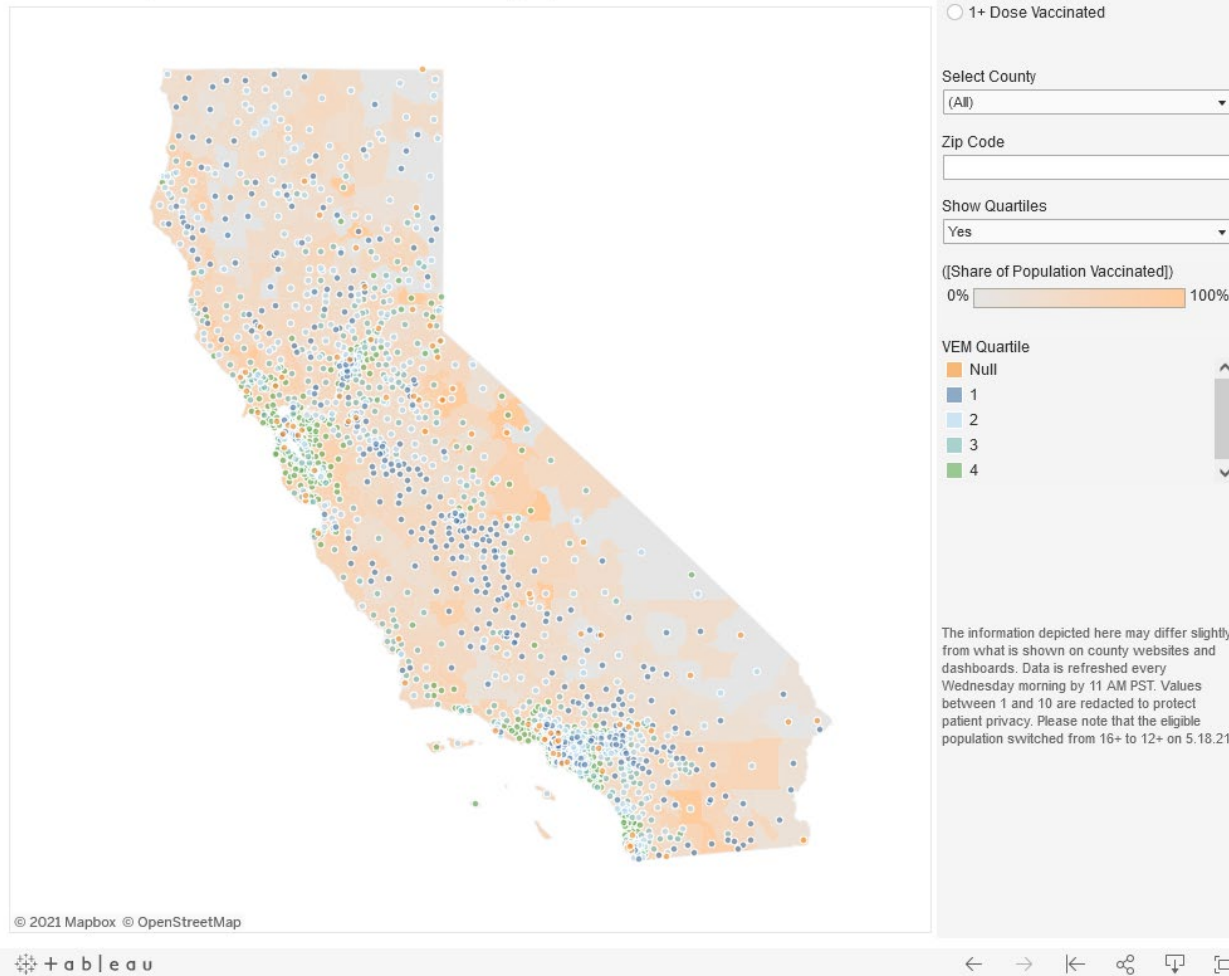 1+ Dose Vaccinated
Select County
(All)
Zip Code
Show Quartiles
Yes
([Share of Population Vaccinated])
0% 100%
VEM Quartile
Null
1
2
3
4
The information depicted here may differ slightly
from what is shown on county websites and
dashboards. Data is refreshed every
Wednesday morning by 11 AM PST. Values
between 1 and 10 are redacted to protect
patient privacy. Please note that the eligible
population switched from 16+ to 12+ on 5.18.21
© 2021 Mapbox © OpenStreetMap
+ a b | e a u